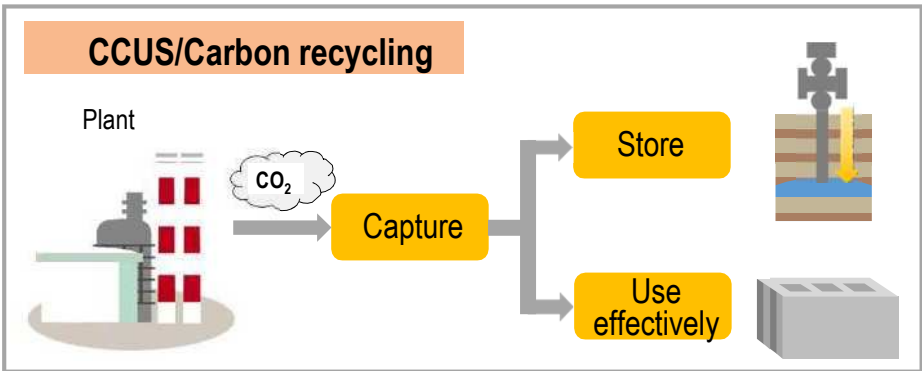 CCUS/Carbon recycling
Plant
CO₂
Capture
Store
Use
effectively